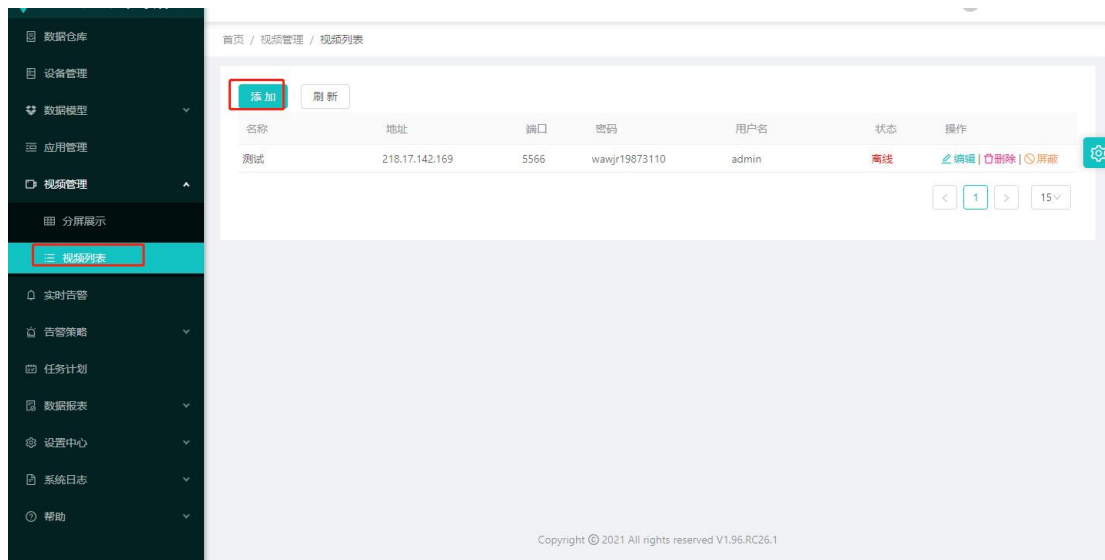 数据仓库
首页 / 视频管理 / 视频列表
设备管理
数据模型
应用管理
视频管理
分屏展示
视频列表
实时告警
告警策略
任务计划
数据报表
设置中心
系统日志
帮助
添加 刷新
名称 地址 端口 密码 用户名 状态 操作
测试 218.17.142.169 5566 wawjr19873110 admin 离线 编辑|删除|屏蔽
< 1 > 15
Copyright © 2021 All rights reserved V1.96.RC26.1